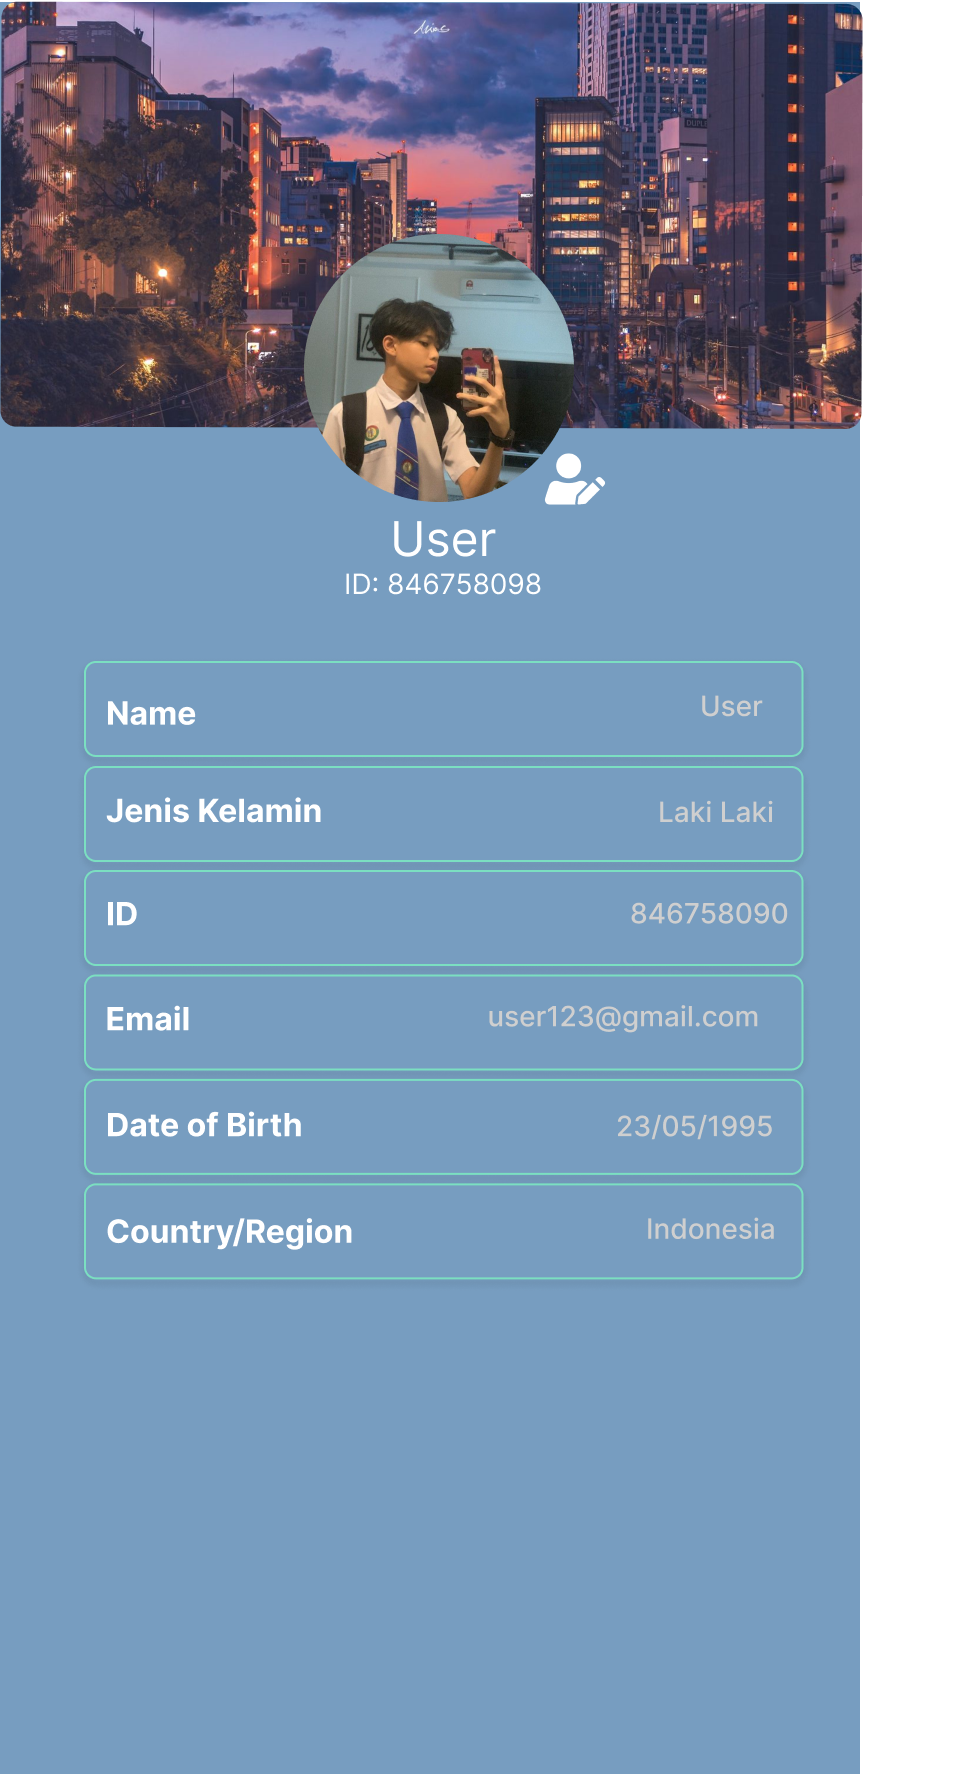 User
ID: 846758098
Name
User
Jenis Kelamin
Laki Laki
ID
846758090
Email
user123@gmail.com
Date of Birth
23/05/1995
Country/Region
Indonesia